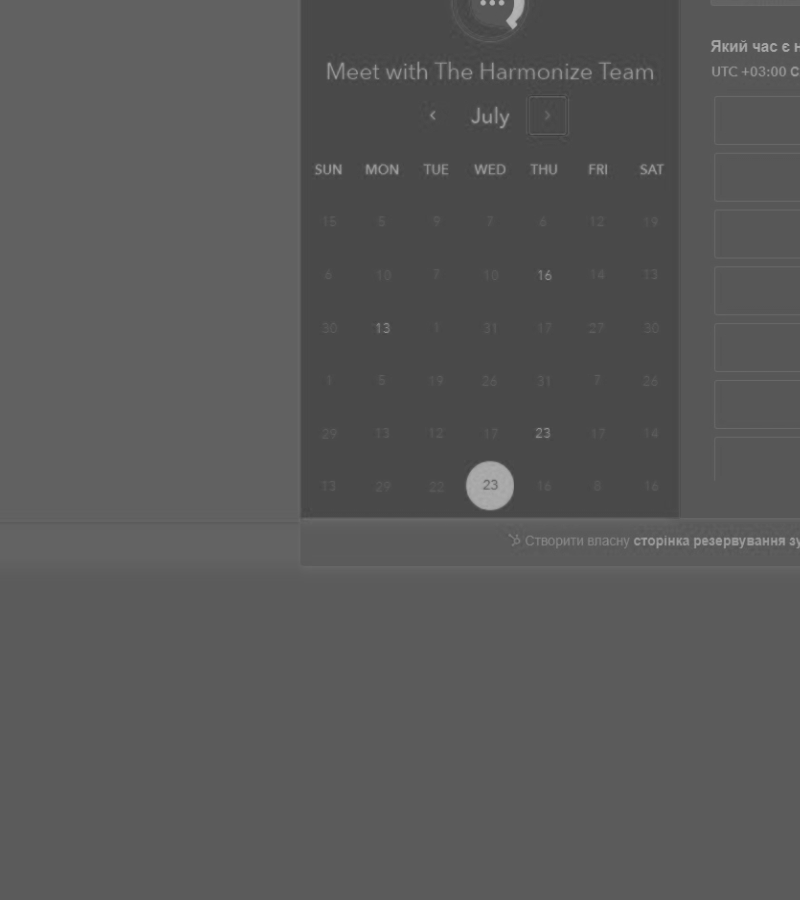 Meet with The Harmonize Team
Який час є н
UTC +03:00 С
July
SUN MON TUE WED THU FRI SAT
15 5 9 7 6 12 19
6 10 7 18 16 14 13
30 13 1 31 17 27 30
1 5 19 26 31 7 26
29 13 12 17 23 17 14
13 29 22 23 16 8 16
Створити власну сторінка резервування зу